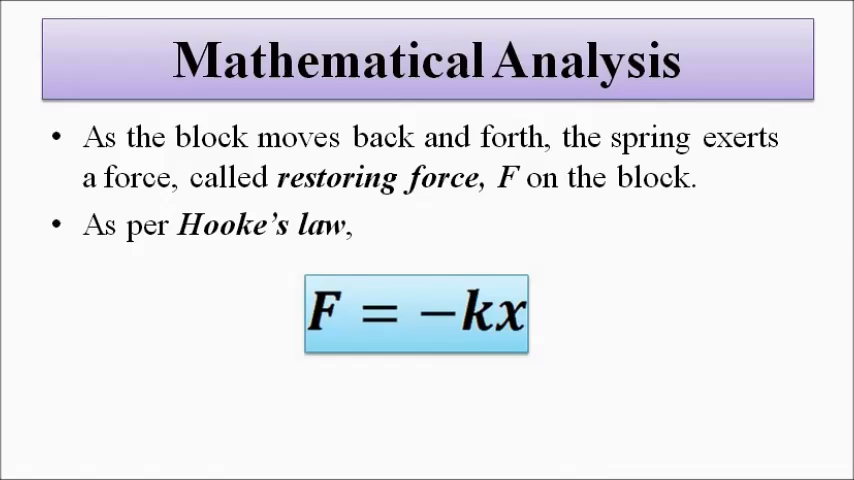 Mathematical Analysis
• As the block moves back and forth, the spring exerts
a force, called restoring force, F on the block.
• As per Hooke’s law,
F = −kx